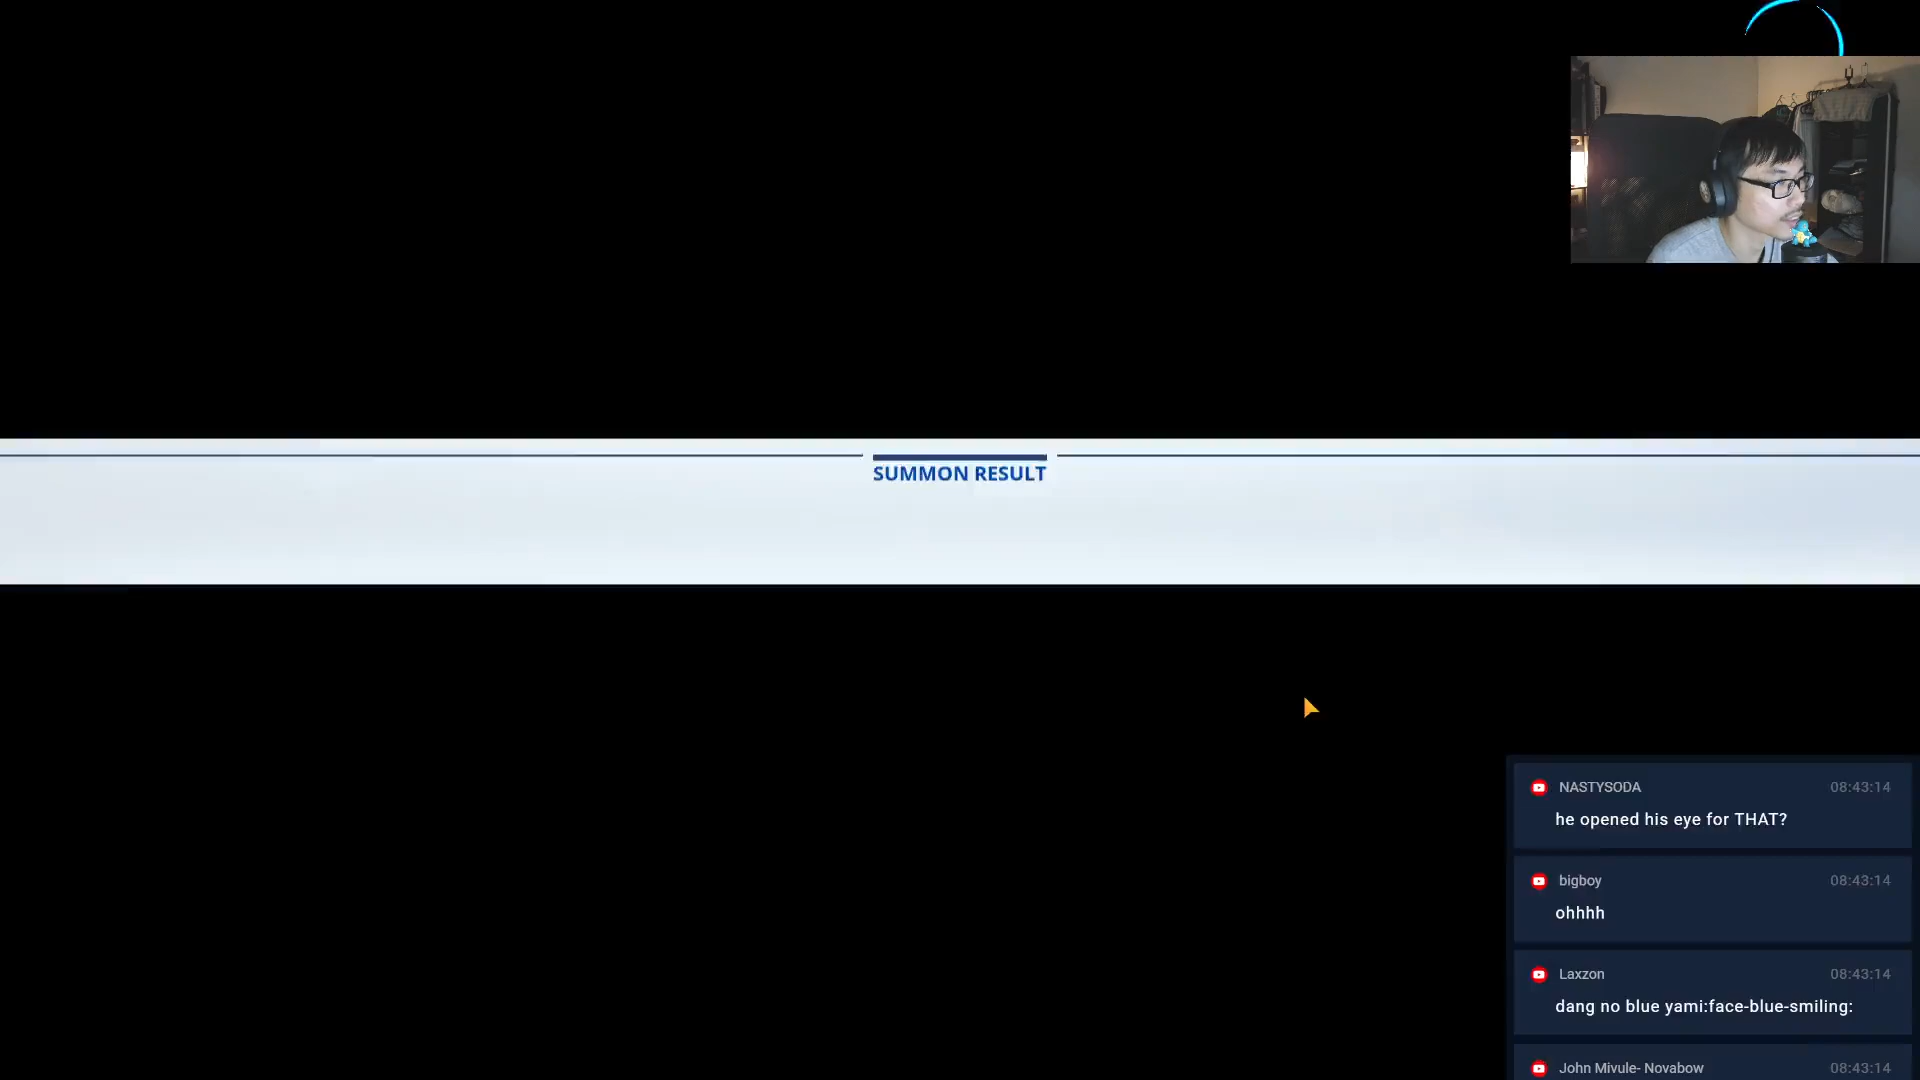 SUMMON RESULT
NASTYSODA 08:43:14
he opened his eye for THAT?
bigboy 08:43:14
ohhhh
Laxzon 08:43:14
dang no blue yami:face-blue-smiling:
John Mivule- Novabow 08:43:14